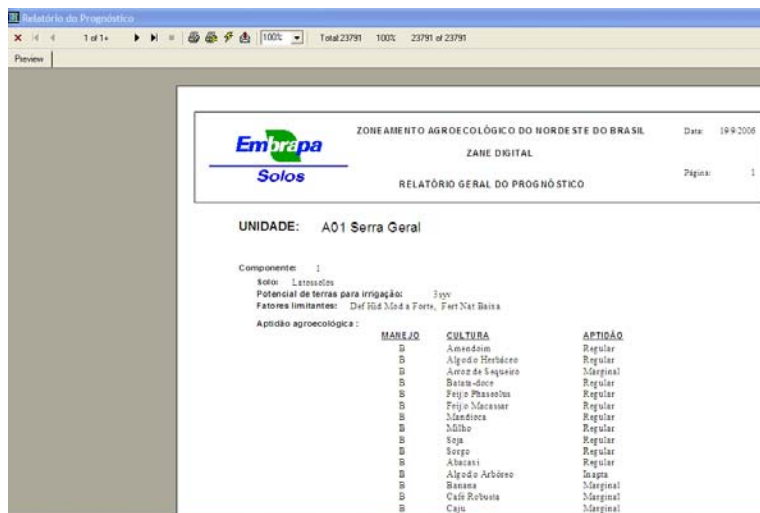 Relatório do Prognóstico
1 of 1+ 100% Total:23791 100% 23791 of 23791
Preview
Embrapa
Solos
ZONEAMENTO AGROECOLÓGICO DO NORDESTE DO BRASIL
ZANE DIGITAL
RELATÓRIO GERAL DO PROGNÓSTICO
Data: 19/9/2006
Página: 1
UNIDADE: A01 Serra Geral
Componente: 1
Solo: Latossolos
Potencial de terras para irrigação: 3syv
Fatores limitantes: Def Hid Mod a Forte, Fert Nat Baixa
Aptidão agroecológica :
MANEJO CULTURA APTIDÃO
B Amendoim Regular
B Algodão Herbáceo Regular
B Arroz de Sequeiro Marginal
B Batata-doce Regular
B Feijão Phaseolus Regular
B Feijão Macassar Regular
B Mandioca Regular
B Milho Regular
B Soja Regular
B Sorgo Regular
B Abacaxi Regular
B Algodão Arbóreo Inapta
B Banana Marginal
B Café Robusta Marginal
B Caju Marginal